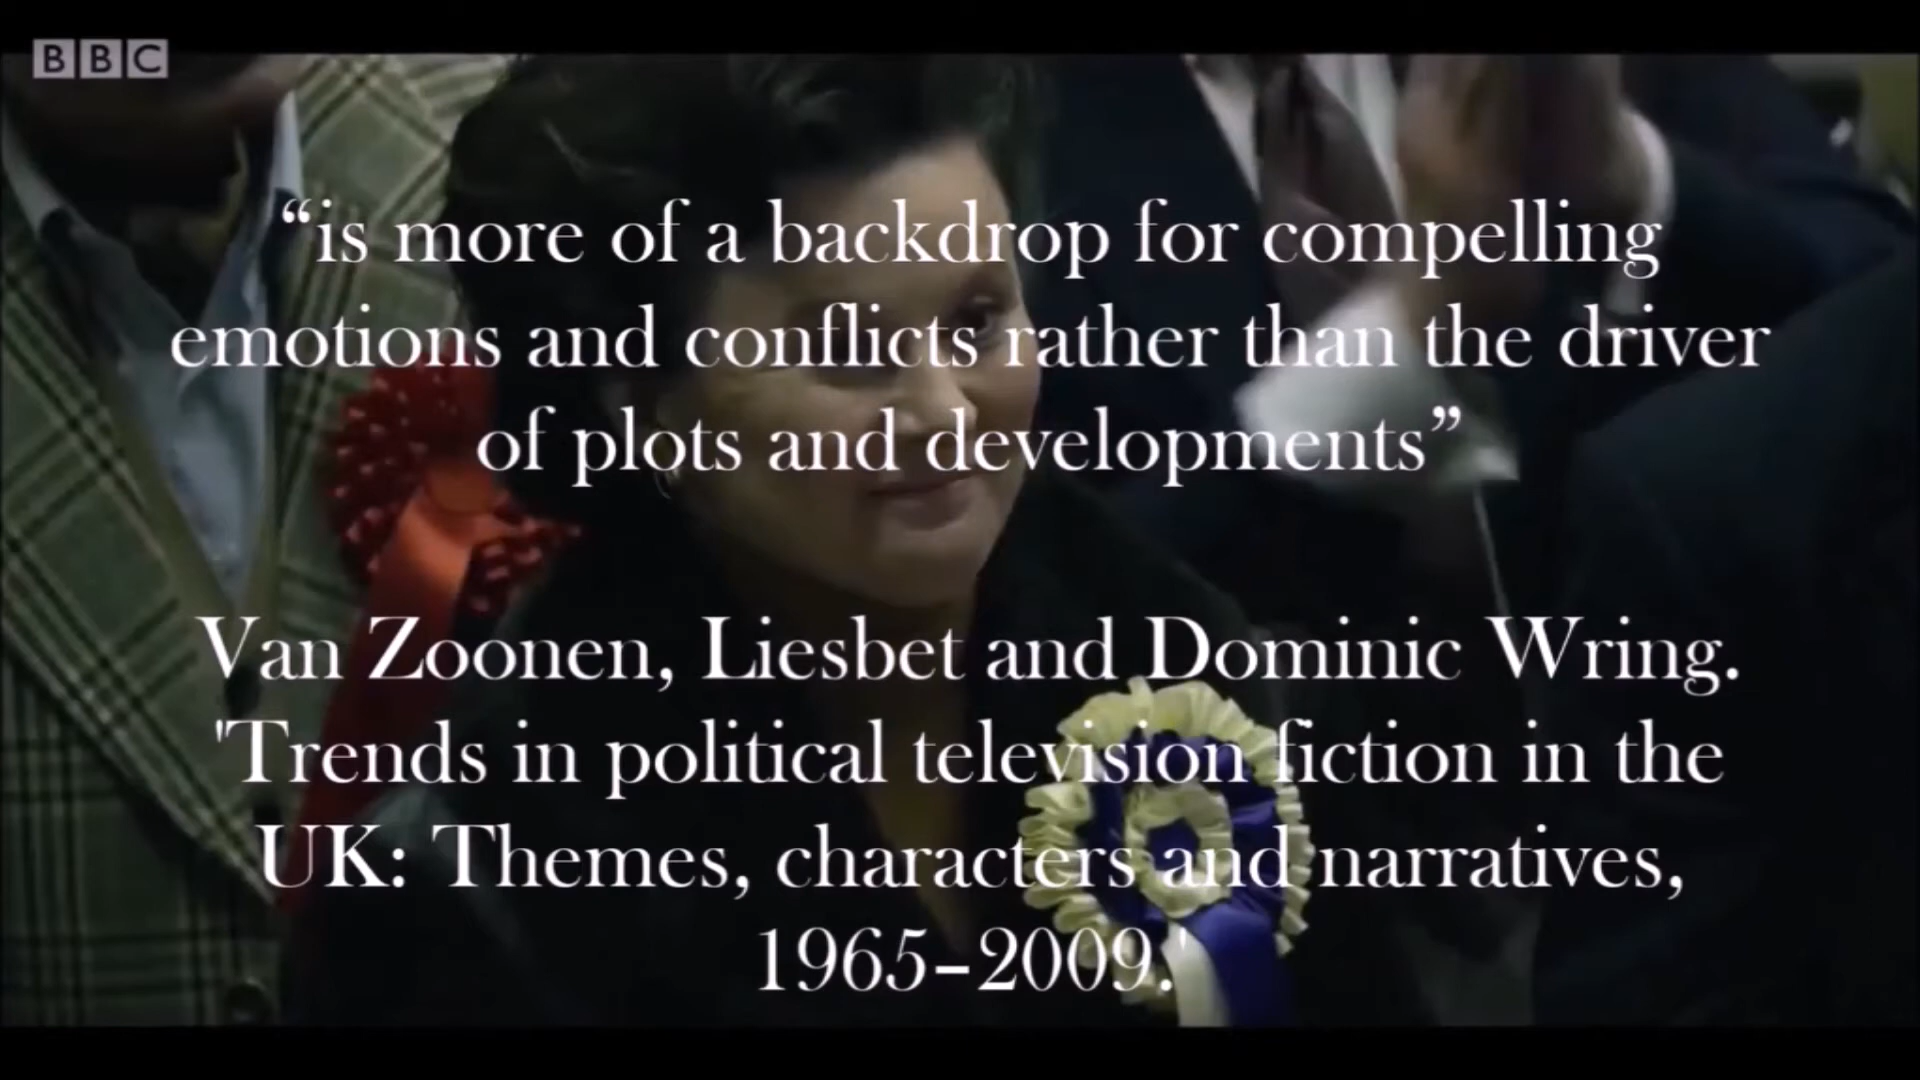 BBC
“is more of a backdrop for compelling
emotions and conflicts rather than the driver
of plots and developments”
Van Zoonen, Liesbet and Dominic Wring.
'Trends in political television fiction in the
UK: Themes, characters and narratives,
1965–2009.'